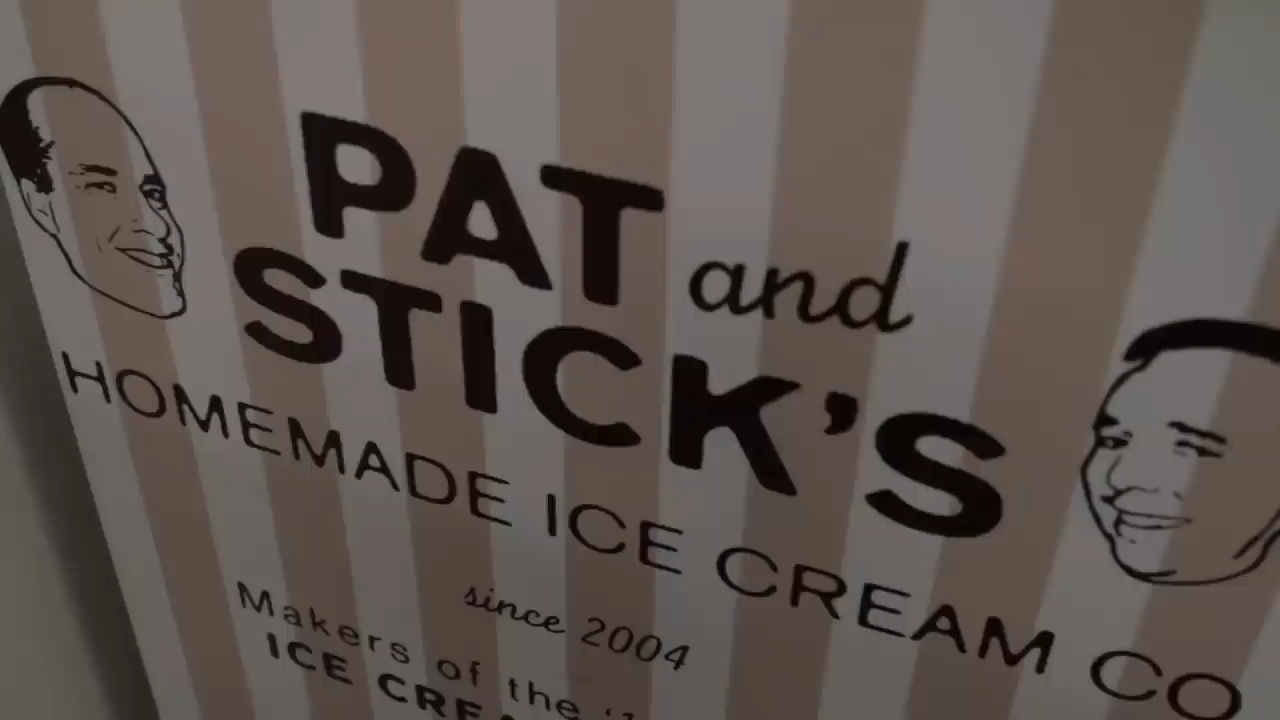 PAT and
STICK'S
HOMEMADE ICE CREAM CO
since 2004
Makers of the
ICE